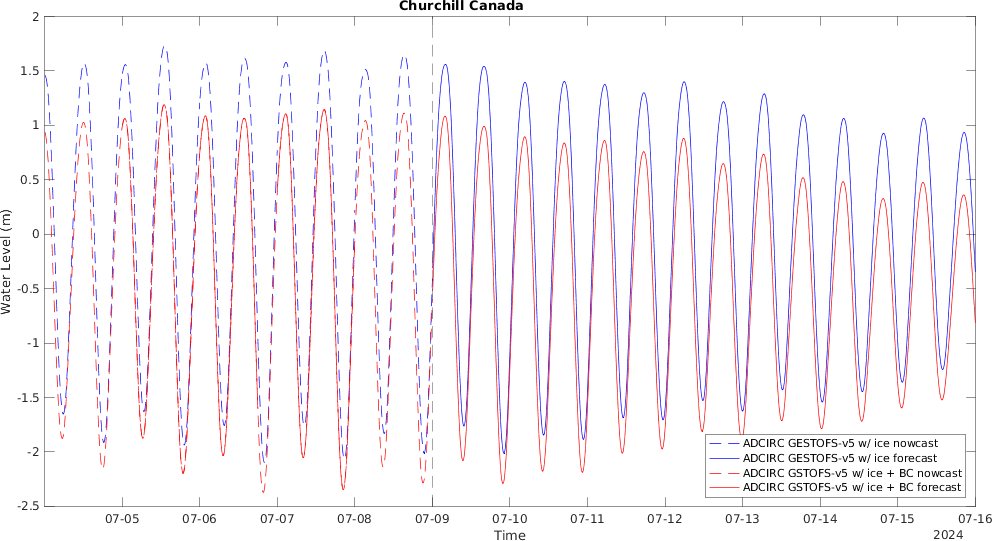 Churchill Canada
2
1.5
1
0.5
0
-0.5
-1
-1.5
-2
-2.5
Water Level (m)
ADCIRC GESTOFS-v5 w/ ice nowcast
ADCIRC GESTOFS-v5 w/ ice forecast
ADCIRC GSTOFS-v5 w/ ice + BC nowcast
ADCIRC GSTOFS-v5 w/ ice + BC forecast
07-05 07-06 07-07 07-08 07-09 07-10 07-11 07-12 07-13 07-14 07-15 07-16
Time
2024